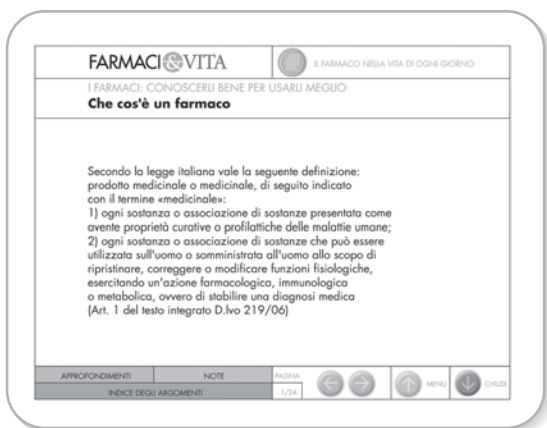 FARMACI&VITA
IL FARMACO NELLA VITA DI OGNI GIORNO
I FARMACI: CONOSCERLI BENE PER USARLI MEGLIO
Che cos'è un farmaco
Secondo la legge italiana vale la seguente definizione:
prodotto medicinale o medicinale, di seguito indicato
con il termine «medicinale»:
1) ogni sostanza o associazione di sostanze presentata come
avente proprietà curative o profilattiche delle malattie umane;
2) ogni sostanza o associazione di sostanze che può essere
utilizzata sull'uomo o somministrata all'uomo allo scopo di
ripristinare, correggere o modificare funzioni fisiologiche,
esercitando un'azione farmacologica, immunologica
o metabolica, ovvero di stabilire una diagnosi medica
(Art. 1 del testo integrato D.lvo 219/06)
APPROFONDIMENTI
NOTE
INDICE DEGLI ARGOMENTI
PAGINA
1/24
MENU
CHIUDI